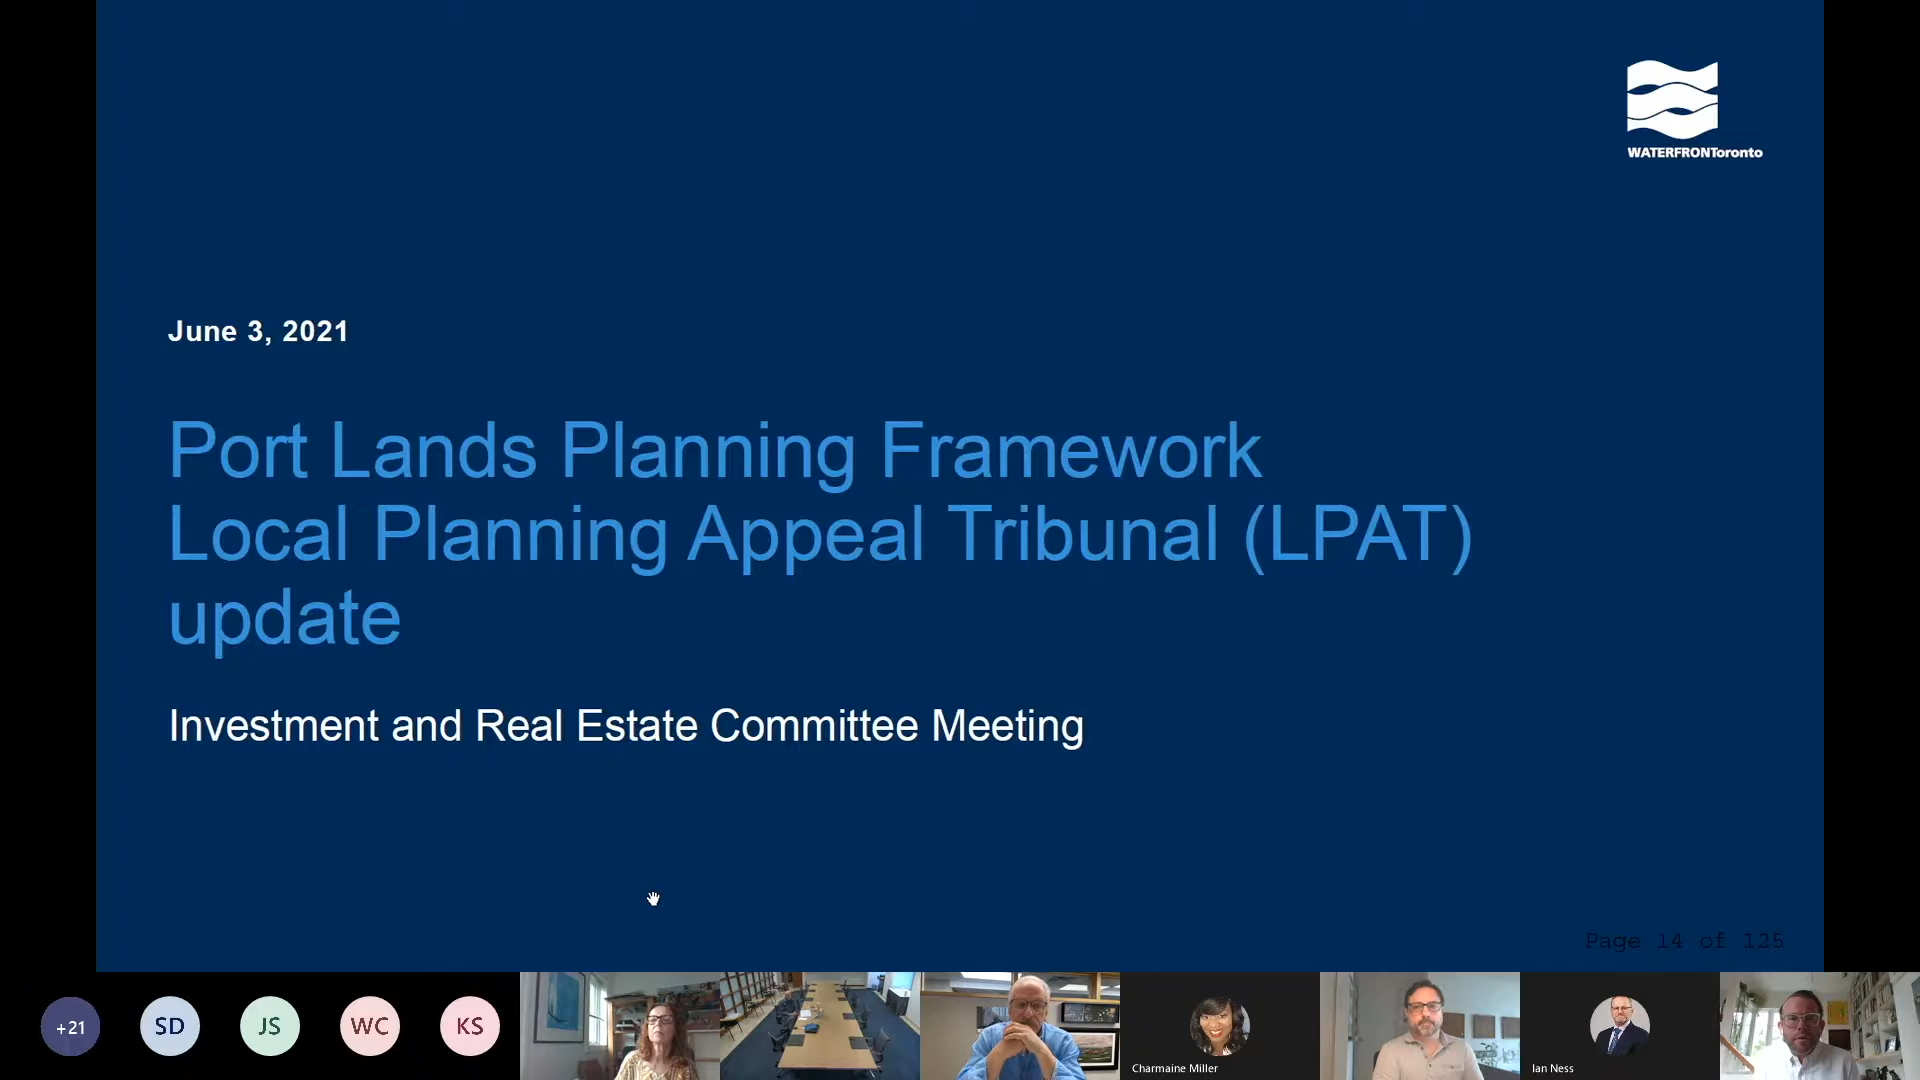 WATERFRONToronto
June 3, 2021
Port Lands Planning Framework
Local Planning Appeal Tribunal (LPAT)
update
Investment and Real Estate Committee Meeting
Page 14 of 125
+21
SD
JS
WC
KS
Charmaine Miller
Ian Ness